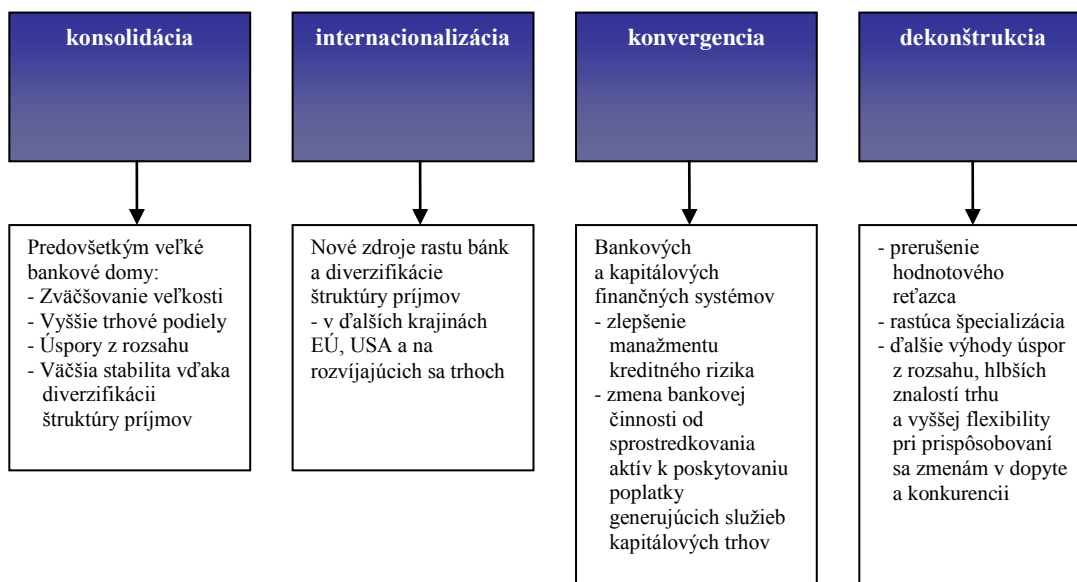 konsolidácia
Predovšetkým veľké
bankové domy:
- Zväčšovanie veľkosti
- Vyššie trhové podiely
- Úspory z rozsahu
- Väčšia stabilita vďaka
diverzifikácii
štruktúry príjmov
internacionalizácia
Nové zdroje rastu bánk
a diverzifikácie
štruktúry príjmov
- v ďalších krajinách
EÚ, USA a na
rozvíjajúcich sa trhoch
konvergencia
Bankových
a kapitálových
finančných systémov
- zlepšenie
manažmentu
kreditného rizika
- zmena bankovej
činnosti od
sprostredkovania
aktív k poskytovaniu
poplatky
generujúcich služieb
kapitálových trhov
dekonštrukcia
- prerušenie
hodnotového
reťazca
- rastúca špecializácia
- ďalšie výhody úspor
z rozsahu, hlbších
znalostí trhu
a vyššej flexibility
pri prispôsobovaní
sa zmenám v dopyte
a konkurencii